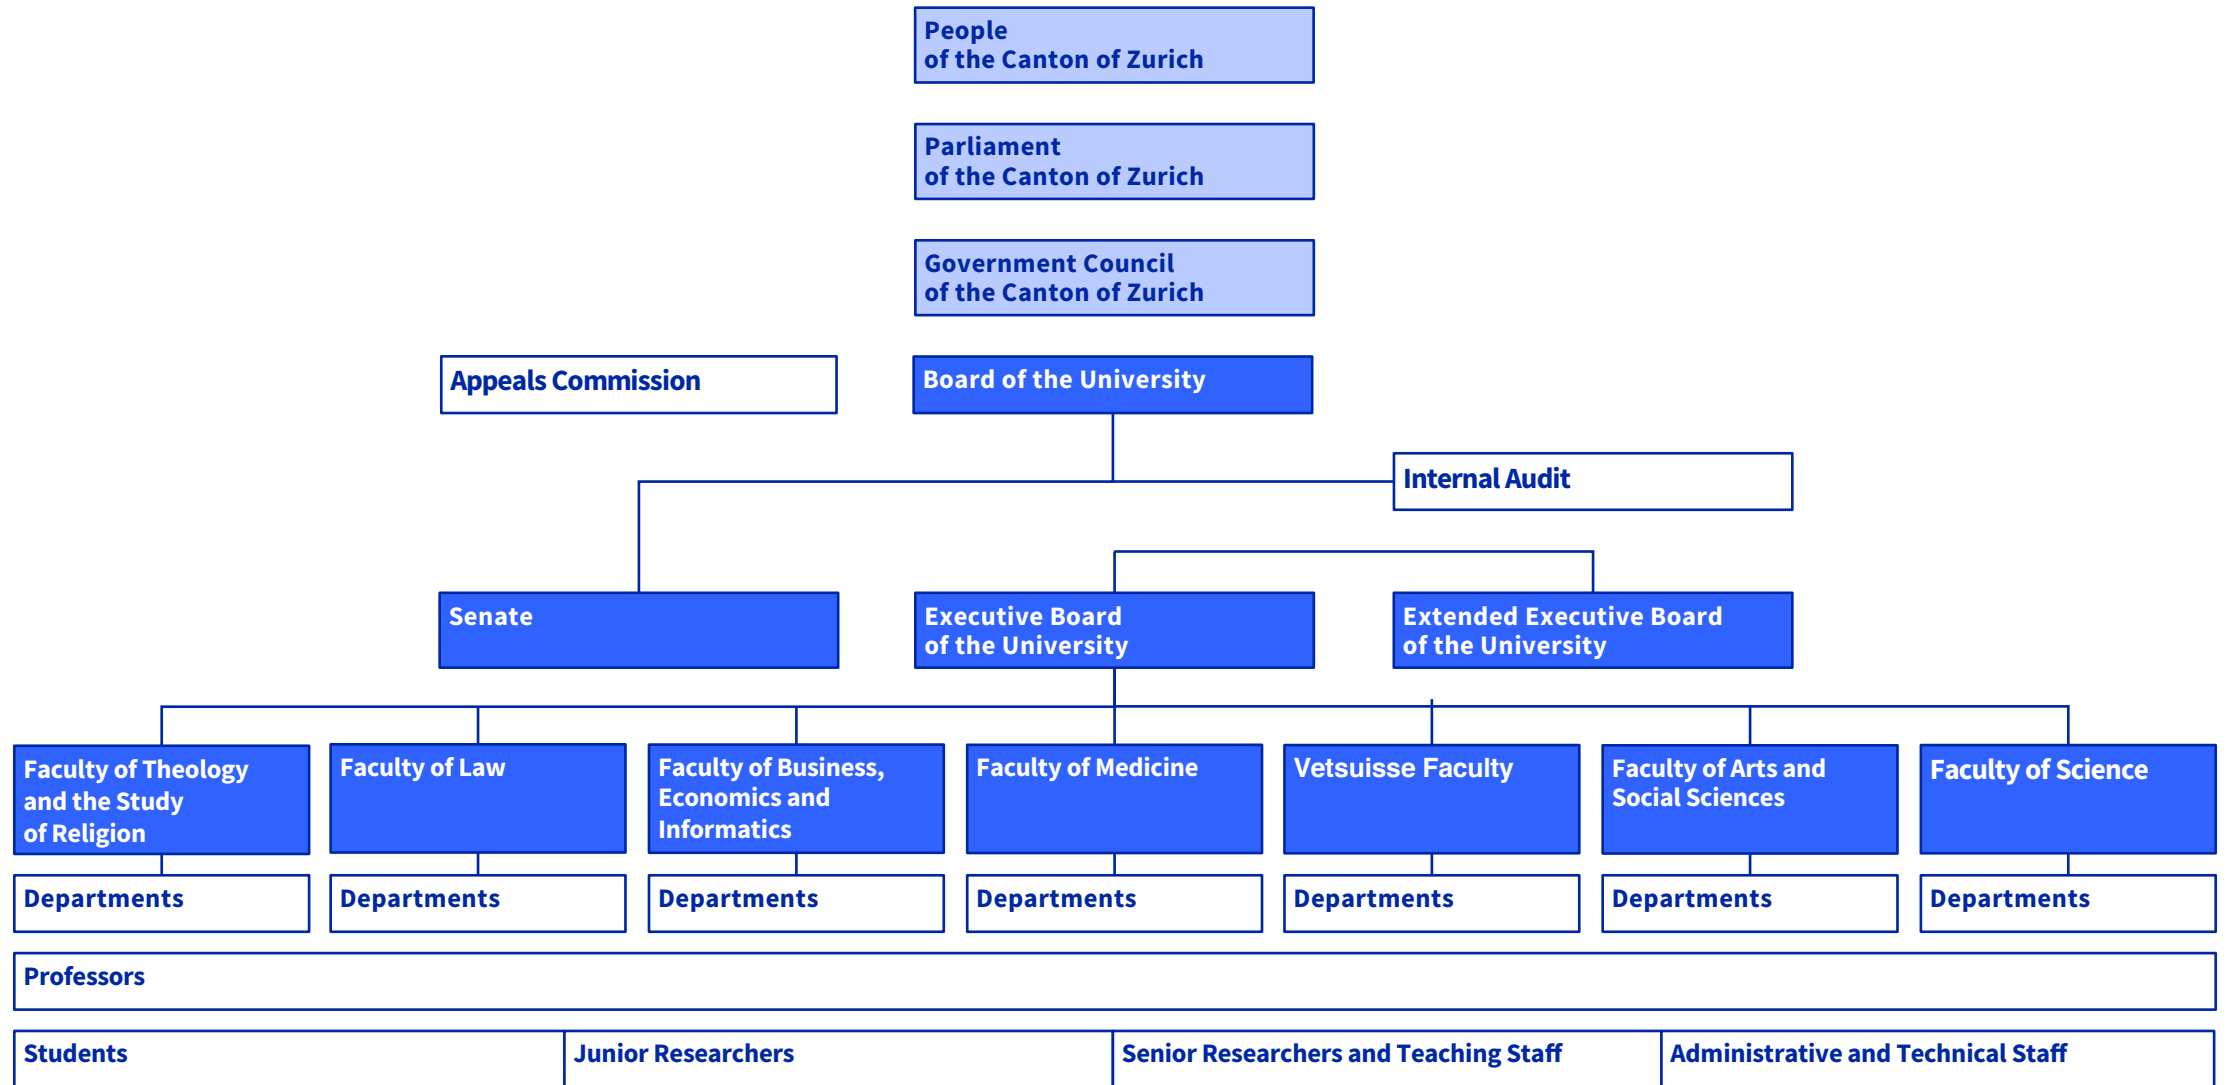 People
of the Canton of Zurich
Parliament
of the Canton of Zurich
Government Council
of the Canton of Zurich
Appeals Commission
Board of the University
Internal Audit
Senate
Executive Board
of the University
Extended Executive Board
of the University
Faculty of Theology
and the Study
of Religion
Faculty of Law
Faculty of Business,
Economics and
Informatics
Faculty of Medicine
Vetsuisse Faculty
Faculty of Arts and
Social Sciences
Faculty of Science
Departments
Departments
Departments
Departments
Departments
Departments
Departments
Professors
Students
Junior Researchers
Senior Researchers and Teaching Staff
Administrative and Technical Staff